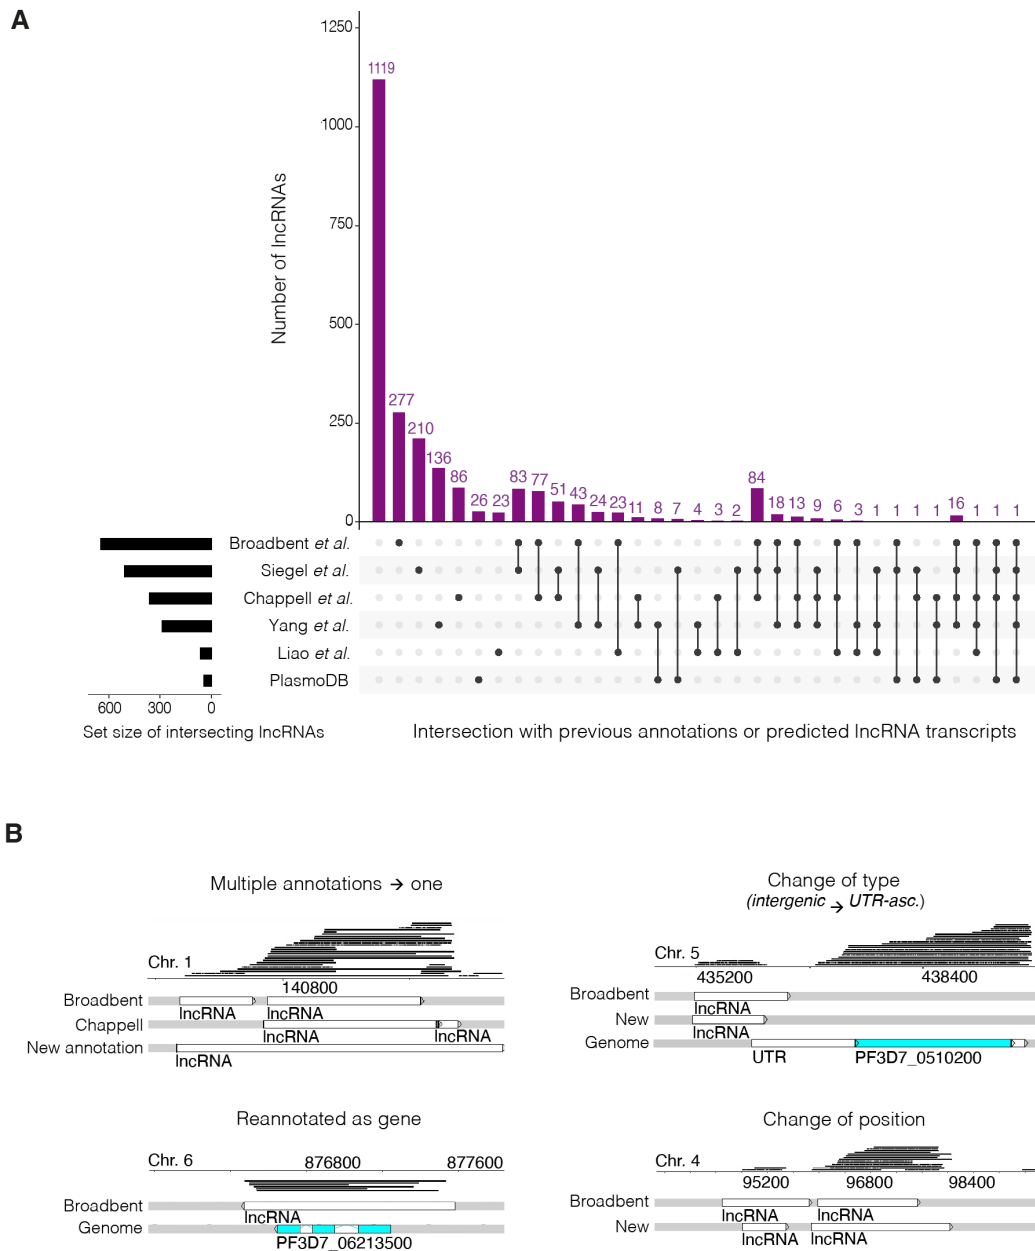 A
1250
1000
750
500
250
0
Number of lncRNAs
1119
277
210
136
86
26
23
83
77
51
43
24
23
11
8
7
4
3
2
84
18
13
9
6
3
1
1
1
1
16
1
1
1
Broadbent et al.
Siegel et al.
Chappell et al.
Yang et al.
Liao et al.
PlasmoDB
600 300 0
Set size of intersecting lncRNAs
Intersection with previous annotations or predicted lncRNA transcripts
B
Multiple annotations → one
Chr. 1
140800
Broadbent
lncRNA lncRNA
Chappell
lncRNA lncRNA
New annotation
lncRNA
Change of type
(intergenic → UTR-asc.)
Chr. 5
435200 438400
Broadbent
lncRNA
New
lncRNA
Genome
UTR PF3D7_0510200
Reannotated as gene
Chr. 6
876800 877600
Broadbent
lncRNA
Genome
PF3D7_06213500
Change of position
Chr. 4
95200 96800 98400
Broadbent
lncRNA lncRNA
New
lncRNA lncRNA